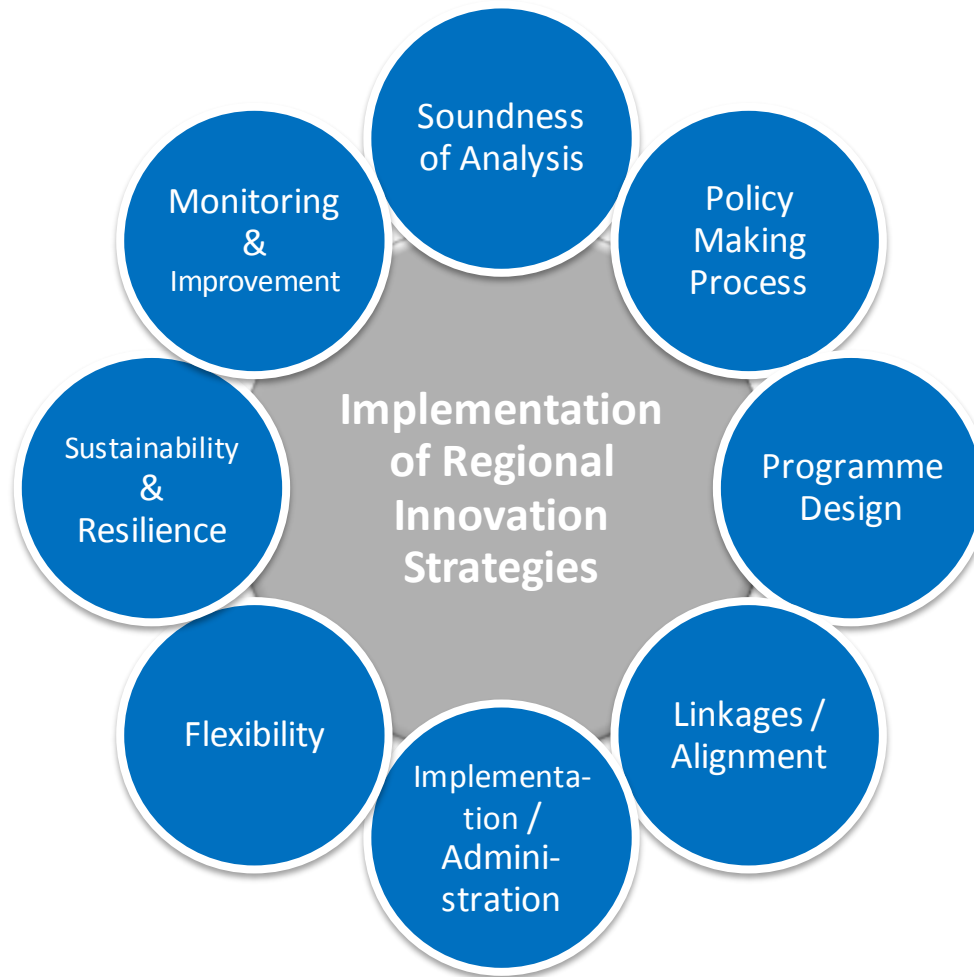 Soundness
of Analysis
Policy
Making
Process
Programme
Design
Linkages /
Alignment
Implementa-
tion /
Admini-
stration
Flexibility
Sustainability
&
Resilience
Monitoring
&
Improvement
Implementation
of Regional
Innovation
Strategies